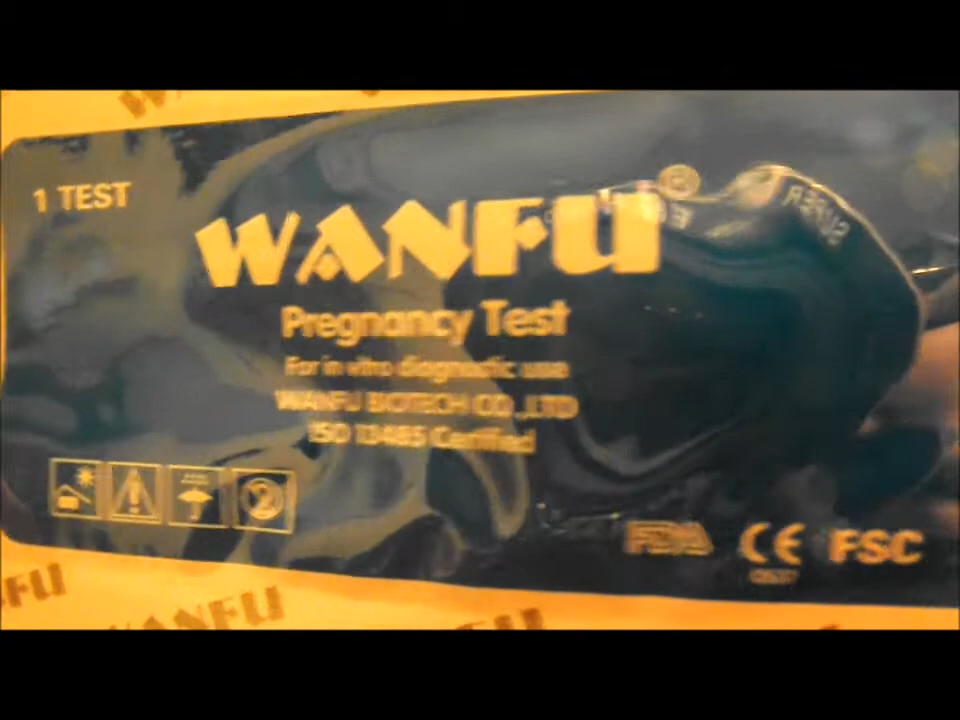 1 TEST
WANFU
Pregnancy Test
For in vitro diagnostic use
WANFU BIOTECH CO.,LTD
ISO 13485 Certified
FDA CE FSC
WANFU